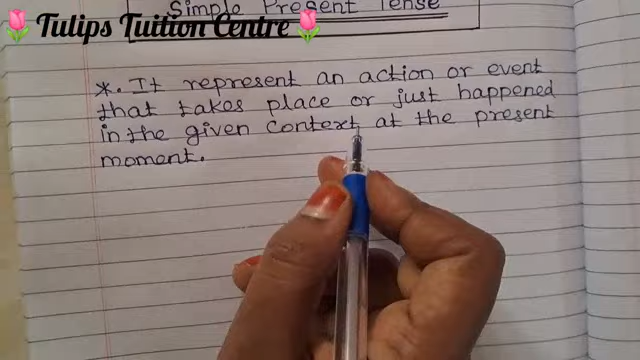 Simple Present Tense
🌷Tulips Tuition Centre🌷
*. It represent an action or event
that takes place or just happened
in the given context at the present
moment.